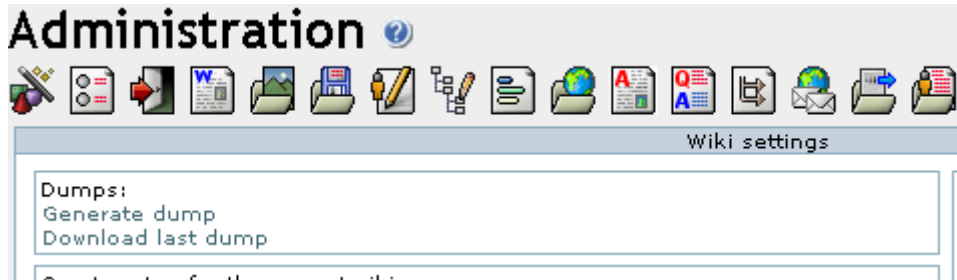 Administration ?
W
A
Q
A
Wiki settings
Dumps:
Generate dump
Download last dump